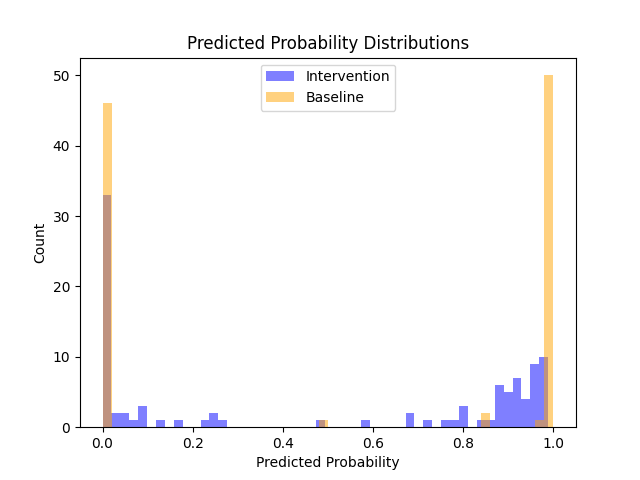 Predicted Probability Distributions
Intervention
Baseline
Count
50
40
30
20
10
0
0.0 0.2 0.4 0.6 0.8 1.0
Predicted Probability